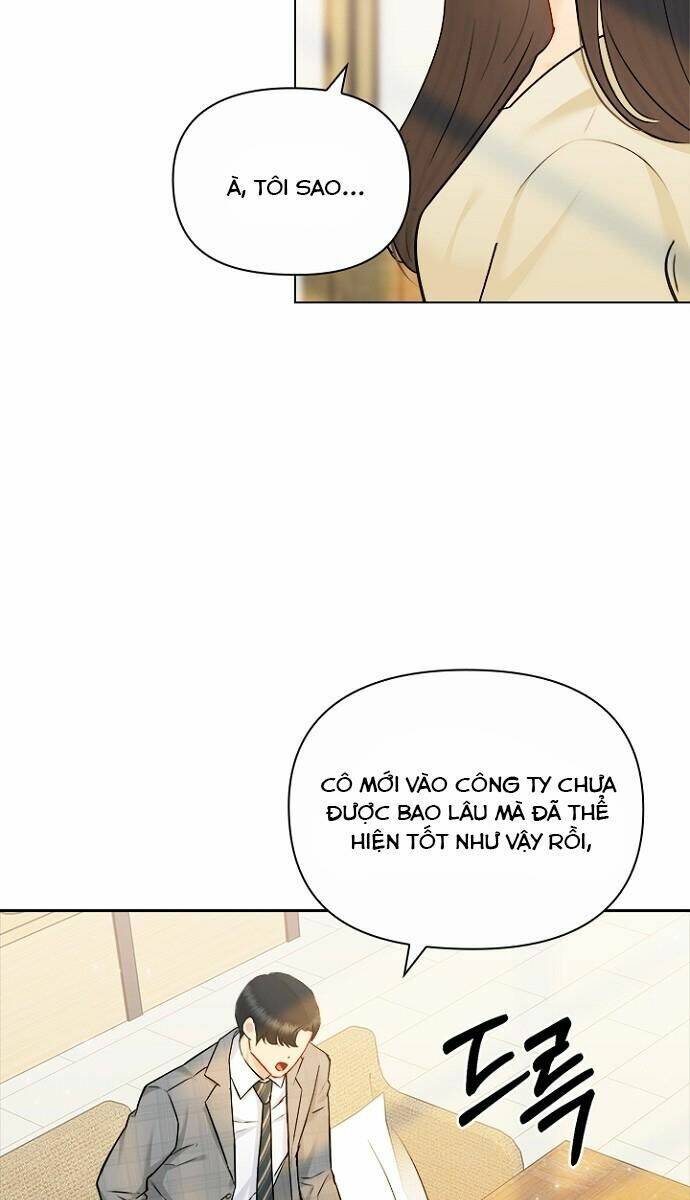 À, TÔI SAO...
CÔ MỚI VÀO CÔNG TY CHƯA
ĐƯỢC BAO LÂU MÀ ĐÃ THỂ
HIỆN TỐT NHƯ VẬY RỒI,
드륵